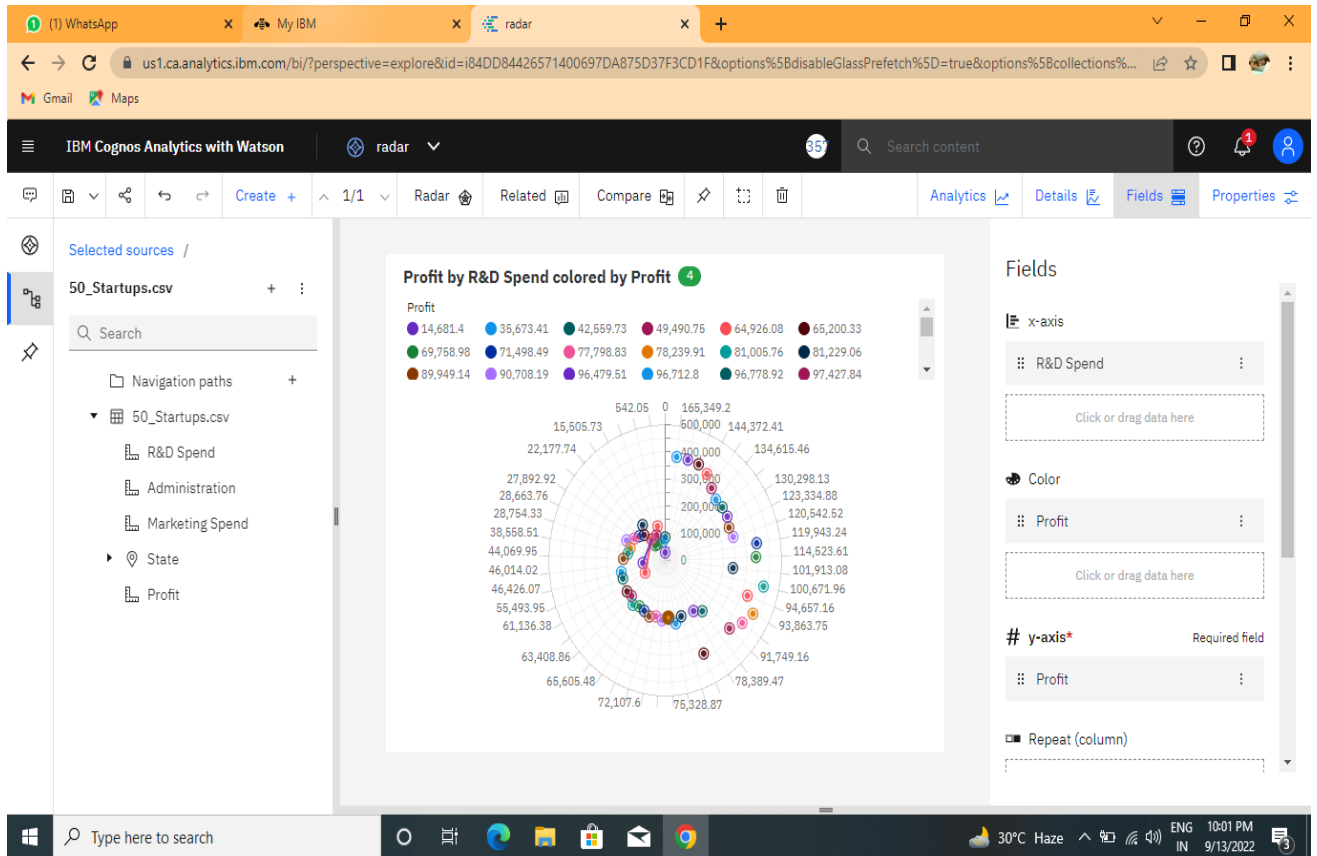 (1) WhatsApp
My IBM
radar
us1.ca.analytics.ibm.com/bi/?perspective=explore&id=i84DD84426571400697DA875D37F3CD1F&options%5BdisableGlassPrefetch%5D=true&options%5Bcollections%...
Gmail Maps
IBM Cognos Analytics with Watson radar Search content 1
Create + 1/1 Radar Related Compare Analytics Details Fields Properties
Selected sources /
50_Startups.csv
Search
Navigation paths
50_Startups.csv
R&D Spend
Administration
Marketing Spend
State
Profit
Profit by R&D Spend colored by Profit 4
Profit
14,681.4 35,673.41 42,559.73 49,490.75 64,926.08 65,200.33
69,758.98 71,498.49 77,798.83 78,239.91 81,005.76 81,229.06
89,949.14 90,708.19 96,479.51 96,712.8 96,778.92 97,427.84
542.05 0 165,349.2
15,505.73 600,000 144,372.41
22,177.74 400,000 134,615.46
27,892.92 300,000 130,298.13
28,663.76 123,334.88
28,754.33 200,000 120,542.52
38,558.51 100,000 119,943.24
44,069.95 114,523.61
46,014.02 0 101,913.08
46,426.07 100,671.96
55,493.95 94,657.16
61,136.38 93,863.75
63,408.86 91,749.16
65,605.48 78,389.47
72,107.6 75,328.87
Fields
x-axis
R&D Spend
Click or drag data here
Color
Profit
Click or drag data here
# y-axis* Required field
Profit
Repeat (column)
Type here to search
30°C Haze ENG 10:01 PM
IN 9/13/2022 3